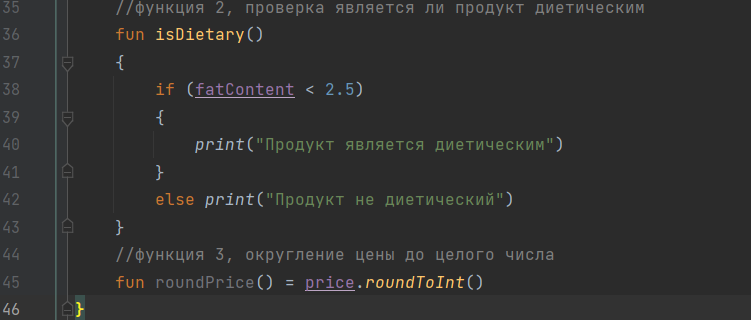 35 //функция 2, проверка является ли продукт диетическим
36 fun isDietary()
37 {
38 if (fatContent < 2.5)
39 {
40 print("Продукт является диетическим")
41 }
42 else print("Продукт не диетический")
43 }
44 //функция 3, округление цены до целого числа
45 fun roundPrice() = price.roundToInt()
46 }